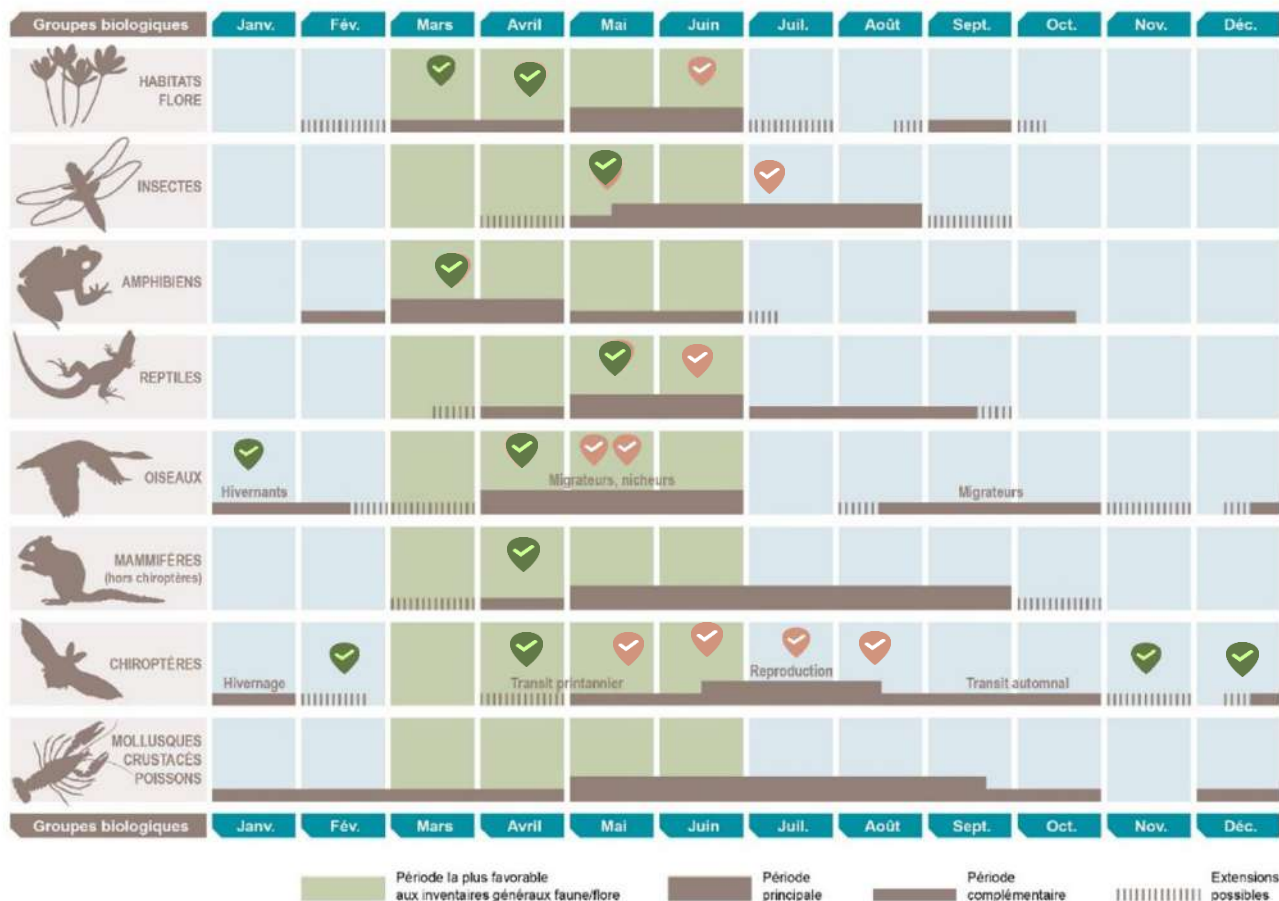 Groupes biologiques Janv. Fév. Mars Avril Mai Juin Juil. Août Sept. Oct. Nov. Déc.
HABITATS
FLORE
INSECTES
AMPHIBIENS
REPTILES
OISEAUX
Hivernants
Migrateurs, nicheurs
Migrateurs
MAMMIFÈRES
(hors chiroptères)
CHIROPTÈRES
Hivernage
Transit printannier
Reproduction
Transit automnal
MOLLUSQUES
CRUSTACÉS
POISSONS
Groupes biologiques Janv. Fév. Mars Avril Mai Juin Juil. Août Sept. Oct. Nov. Déc.
Période la plus favorable
aux inventaires généraux faune/flore
Période
principale
Période
complémentaire
Extensions
possibles